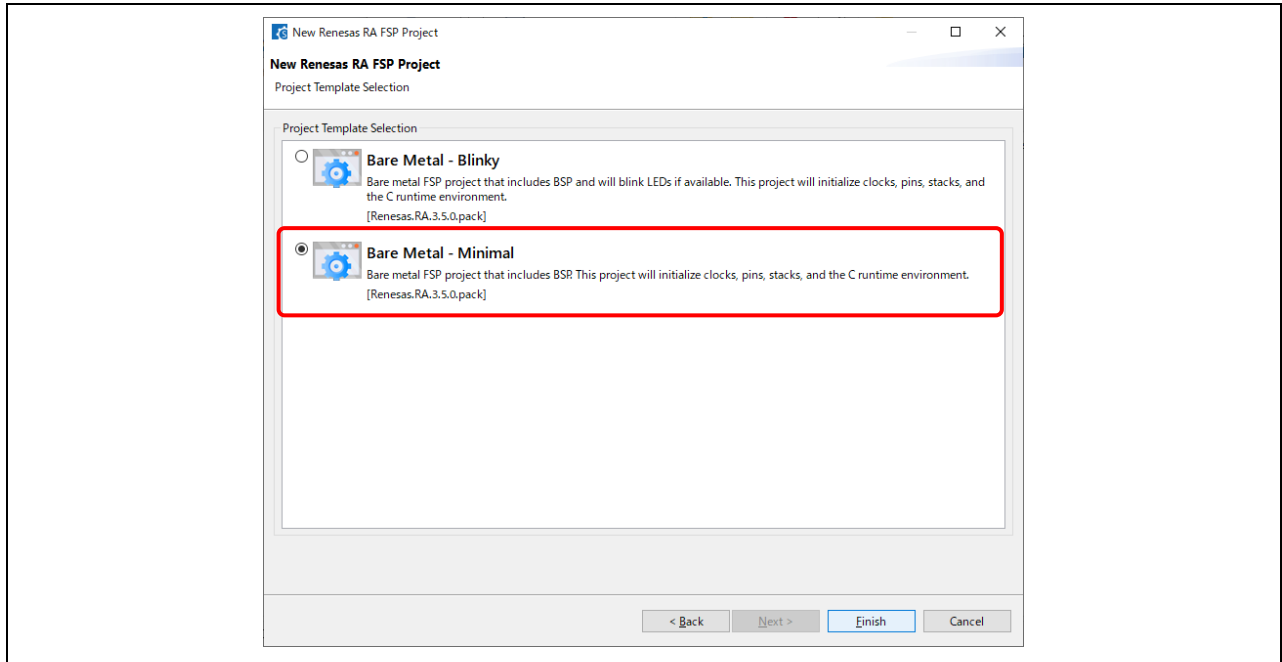 New Renesas RA FSP Project
New Renesas RA FSP Project
Project Template Selection
Project Template Selection
Bare Metal - Blinky
Bare metal FSP project that includes BSP and will blink LEDs if available. This project will initialize clocks, pins, stacks, and
the C runtime environment.
[Renesas.RA.3.5.0.pack]
Bare Metal - Minimal
Bare metal FSP project that includes BSP. This project will initialize clocks, pins, stacks, and the C runtime environment.
[Renesas.RA.3.5.0.pack]
< Back Next > Finish Cancel